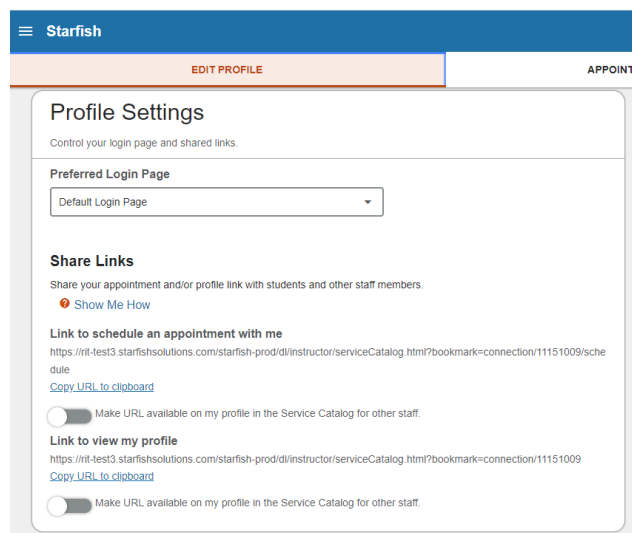 Starfish
EDIT PROFILE
APPOINT
Profile Settings
Control your login page and shared links.
Preferred Login Page
Default Login Page
Share Links
Share your appointment and/or profile link with students and other staff members.
? Show Me How
Link to schedule an appointment with me
https://rit-test3.starfishsolutions.com/starfish-prod/dl/instructor/serviceCatalog.html?bookmark=connection/11151009/sche
dule
Copy URL to clipboard
Make URL available on my profile in the Service Catalog for other staff.
Link to view my profile
https://rit-test3.starfishsolutions.com/starfish-prod/dl/instructor/serviceCatalog.html?bookmark=connection/11151009
Copy URL to clipboard
Make URL available on my profile in the Service Catalog for other staff.